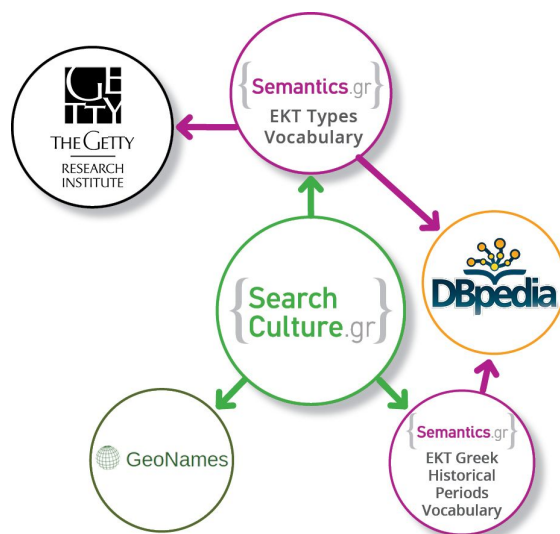 GETTY
THE GETTY
RESEARCH
INSTITUTE
{Semantics.gr}
EKT Types
Vocabulary
{Search
Culture.gr}
DBpedia
GeoNames
{Semantics.gr}
EKT Greek
Historical
Periods
Vocabulary